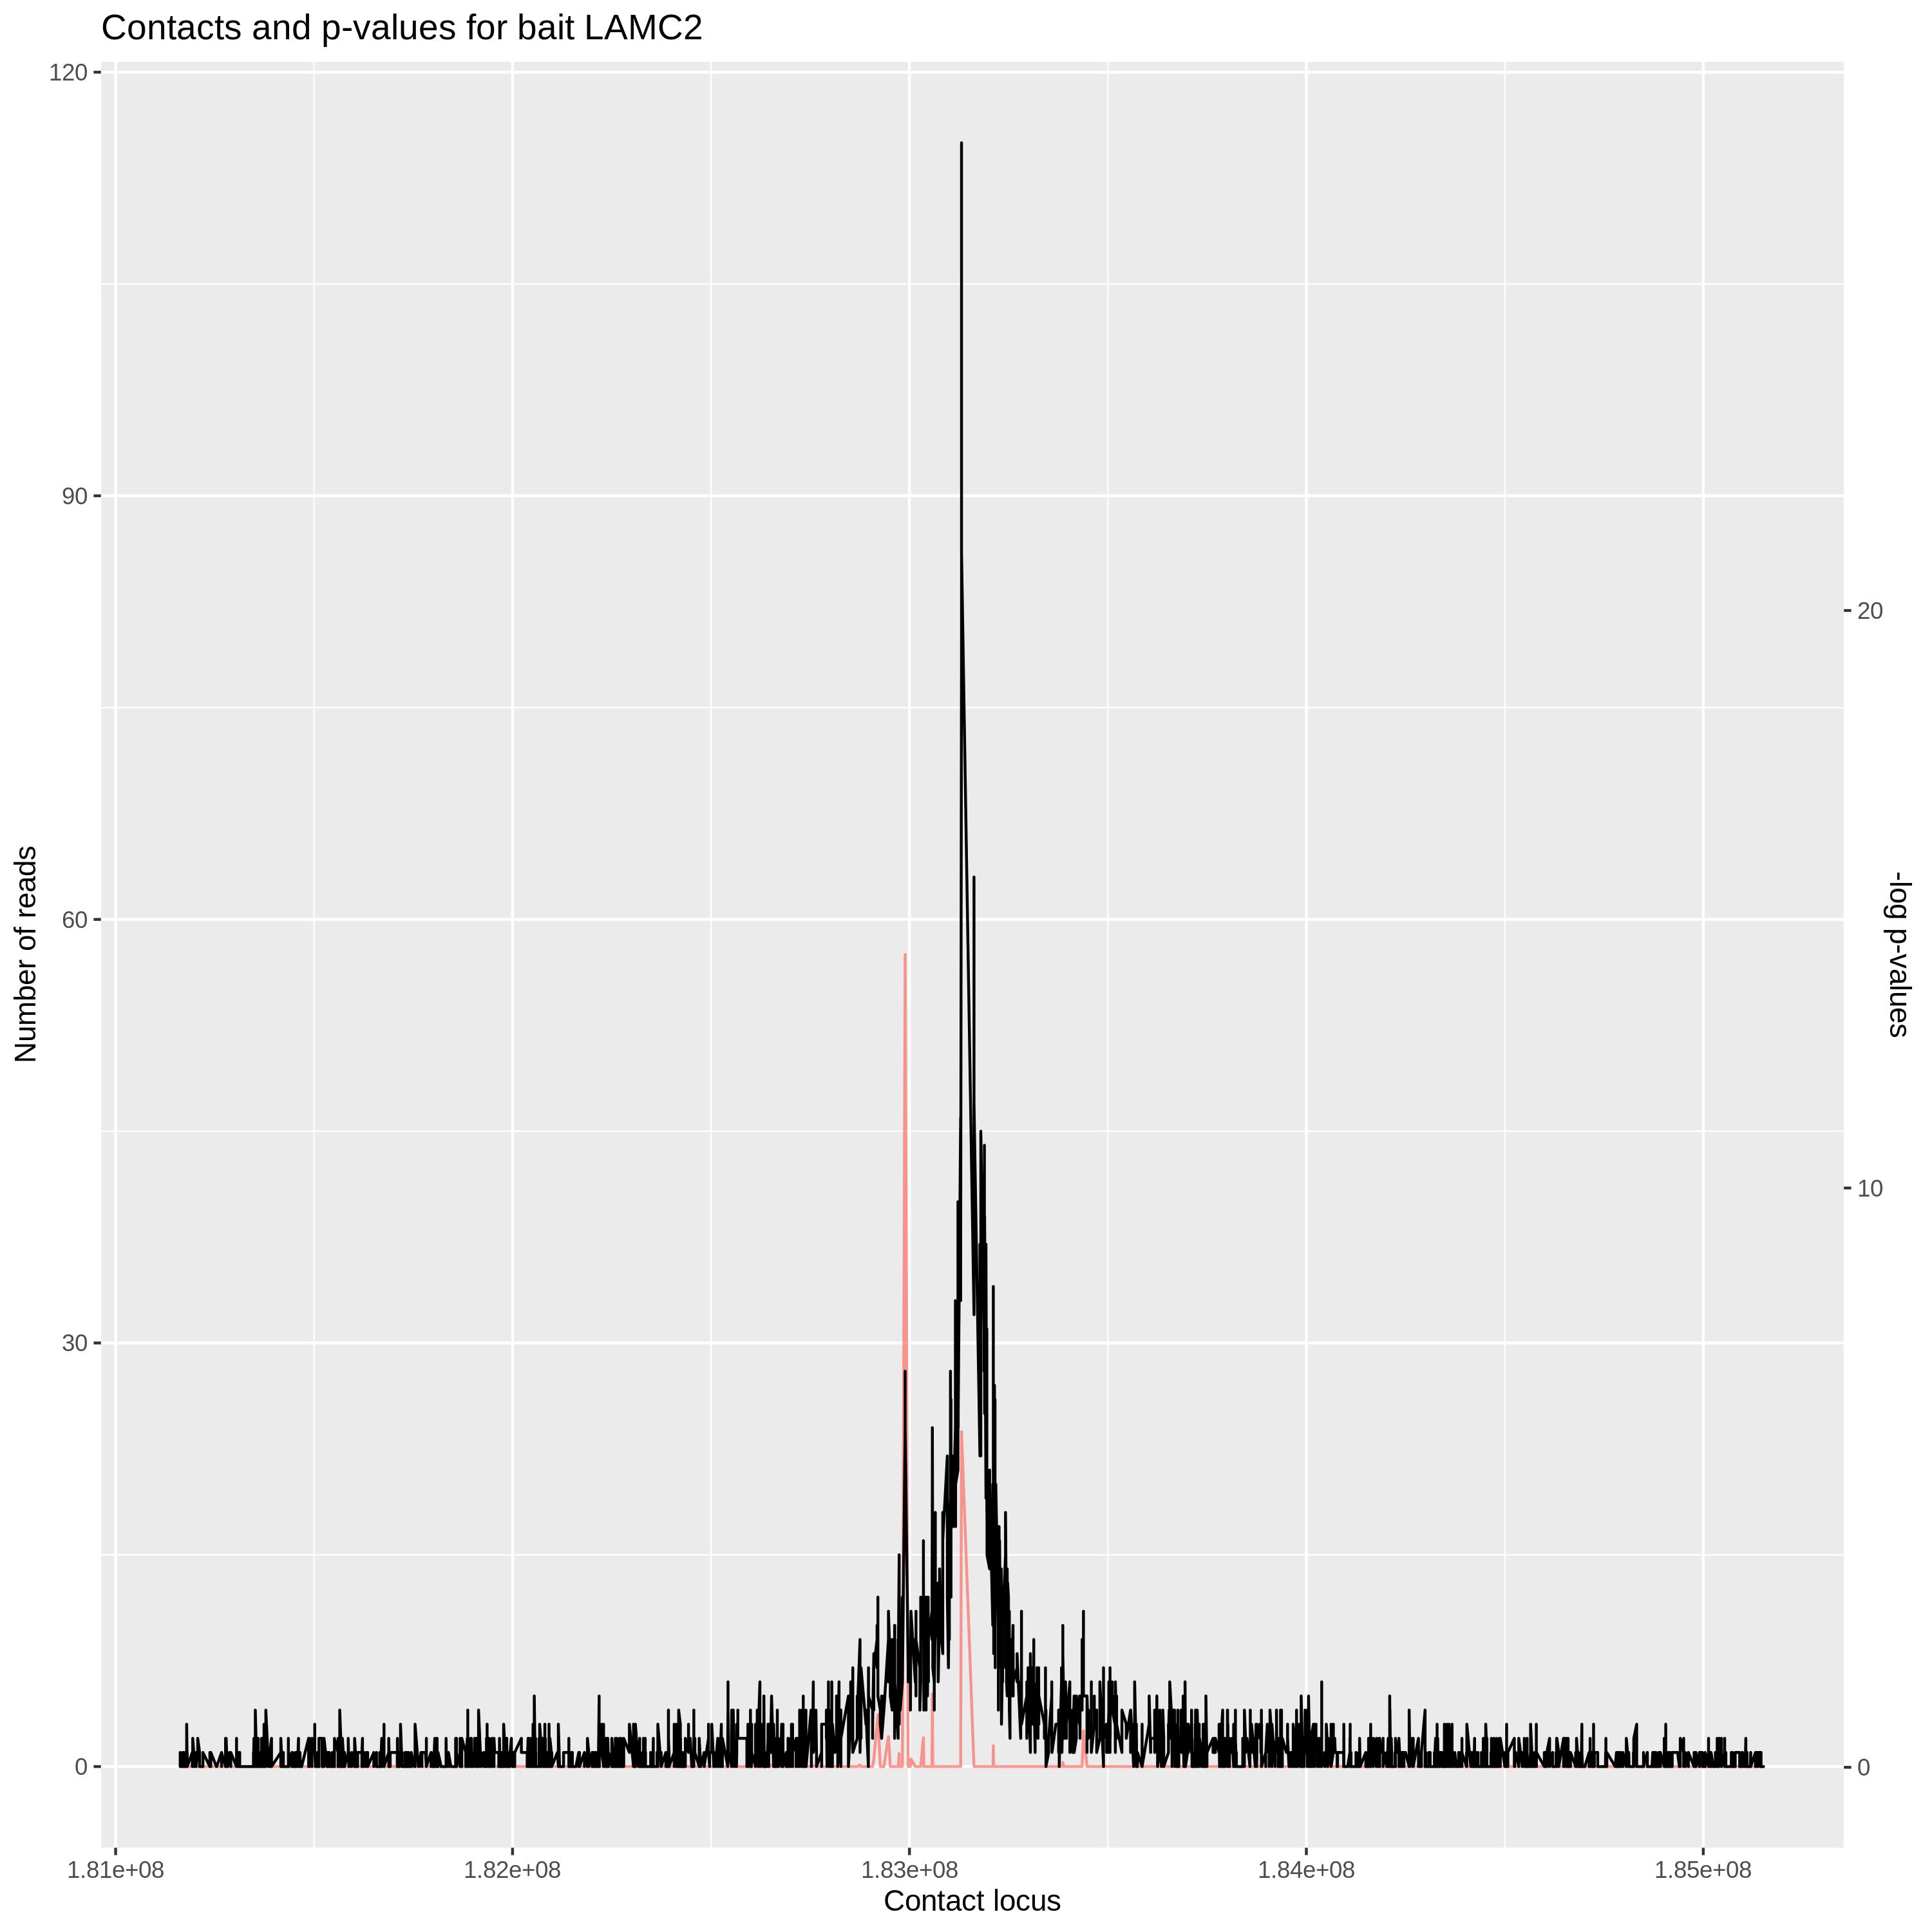 Contacts and p-values for bait LAMC2
120
90
60
30
0
Number of reads
20
10
0
-log p-values
1.81e+08
1.82e+08
1.83e+08
1.84e+08
1.85e+08
Contact locus